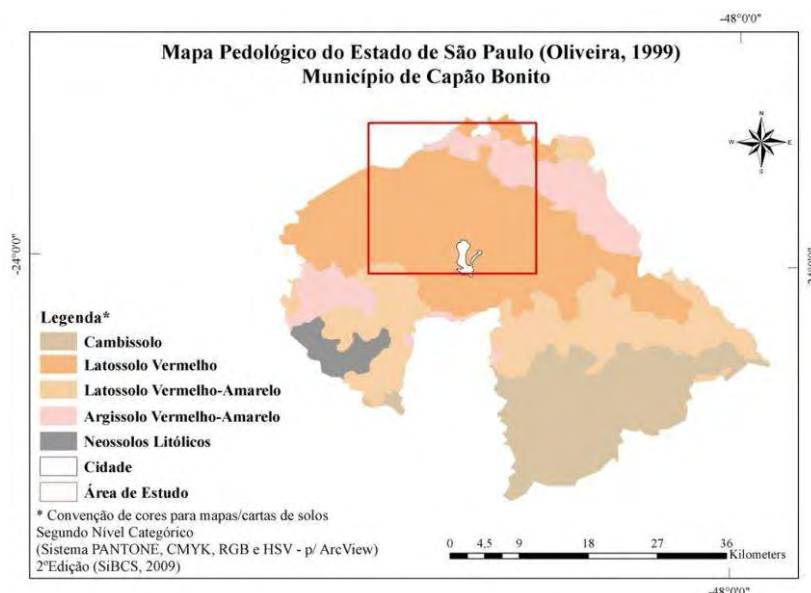 -48°0'0"
Mapa Pedológico do Estado de São Paulo (Oliveira, 1999)
Município de Capão Bonito
N
W E
S
-24°0'0"
Legenda*
Cambissolo
Latossolo Vermelho
Latossolo Vermelho-Amarelo
Argissolo Vermelho-Amarelo
Neossolos Litólicos
Cidade
Área de Estudo
* Convenção de cores para mapas/cartas de solos
Segundo Nível Categórico
(Sistema PANTONE, CMYK, RGB e HSV - p/ ArcView)
2ºEdição (SiBCS, 2009)
0 4,5 9 18 27 36
Kilometers
-48°0'0"